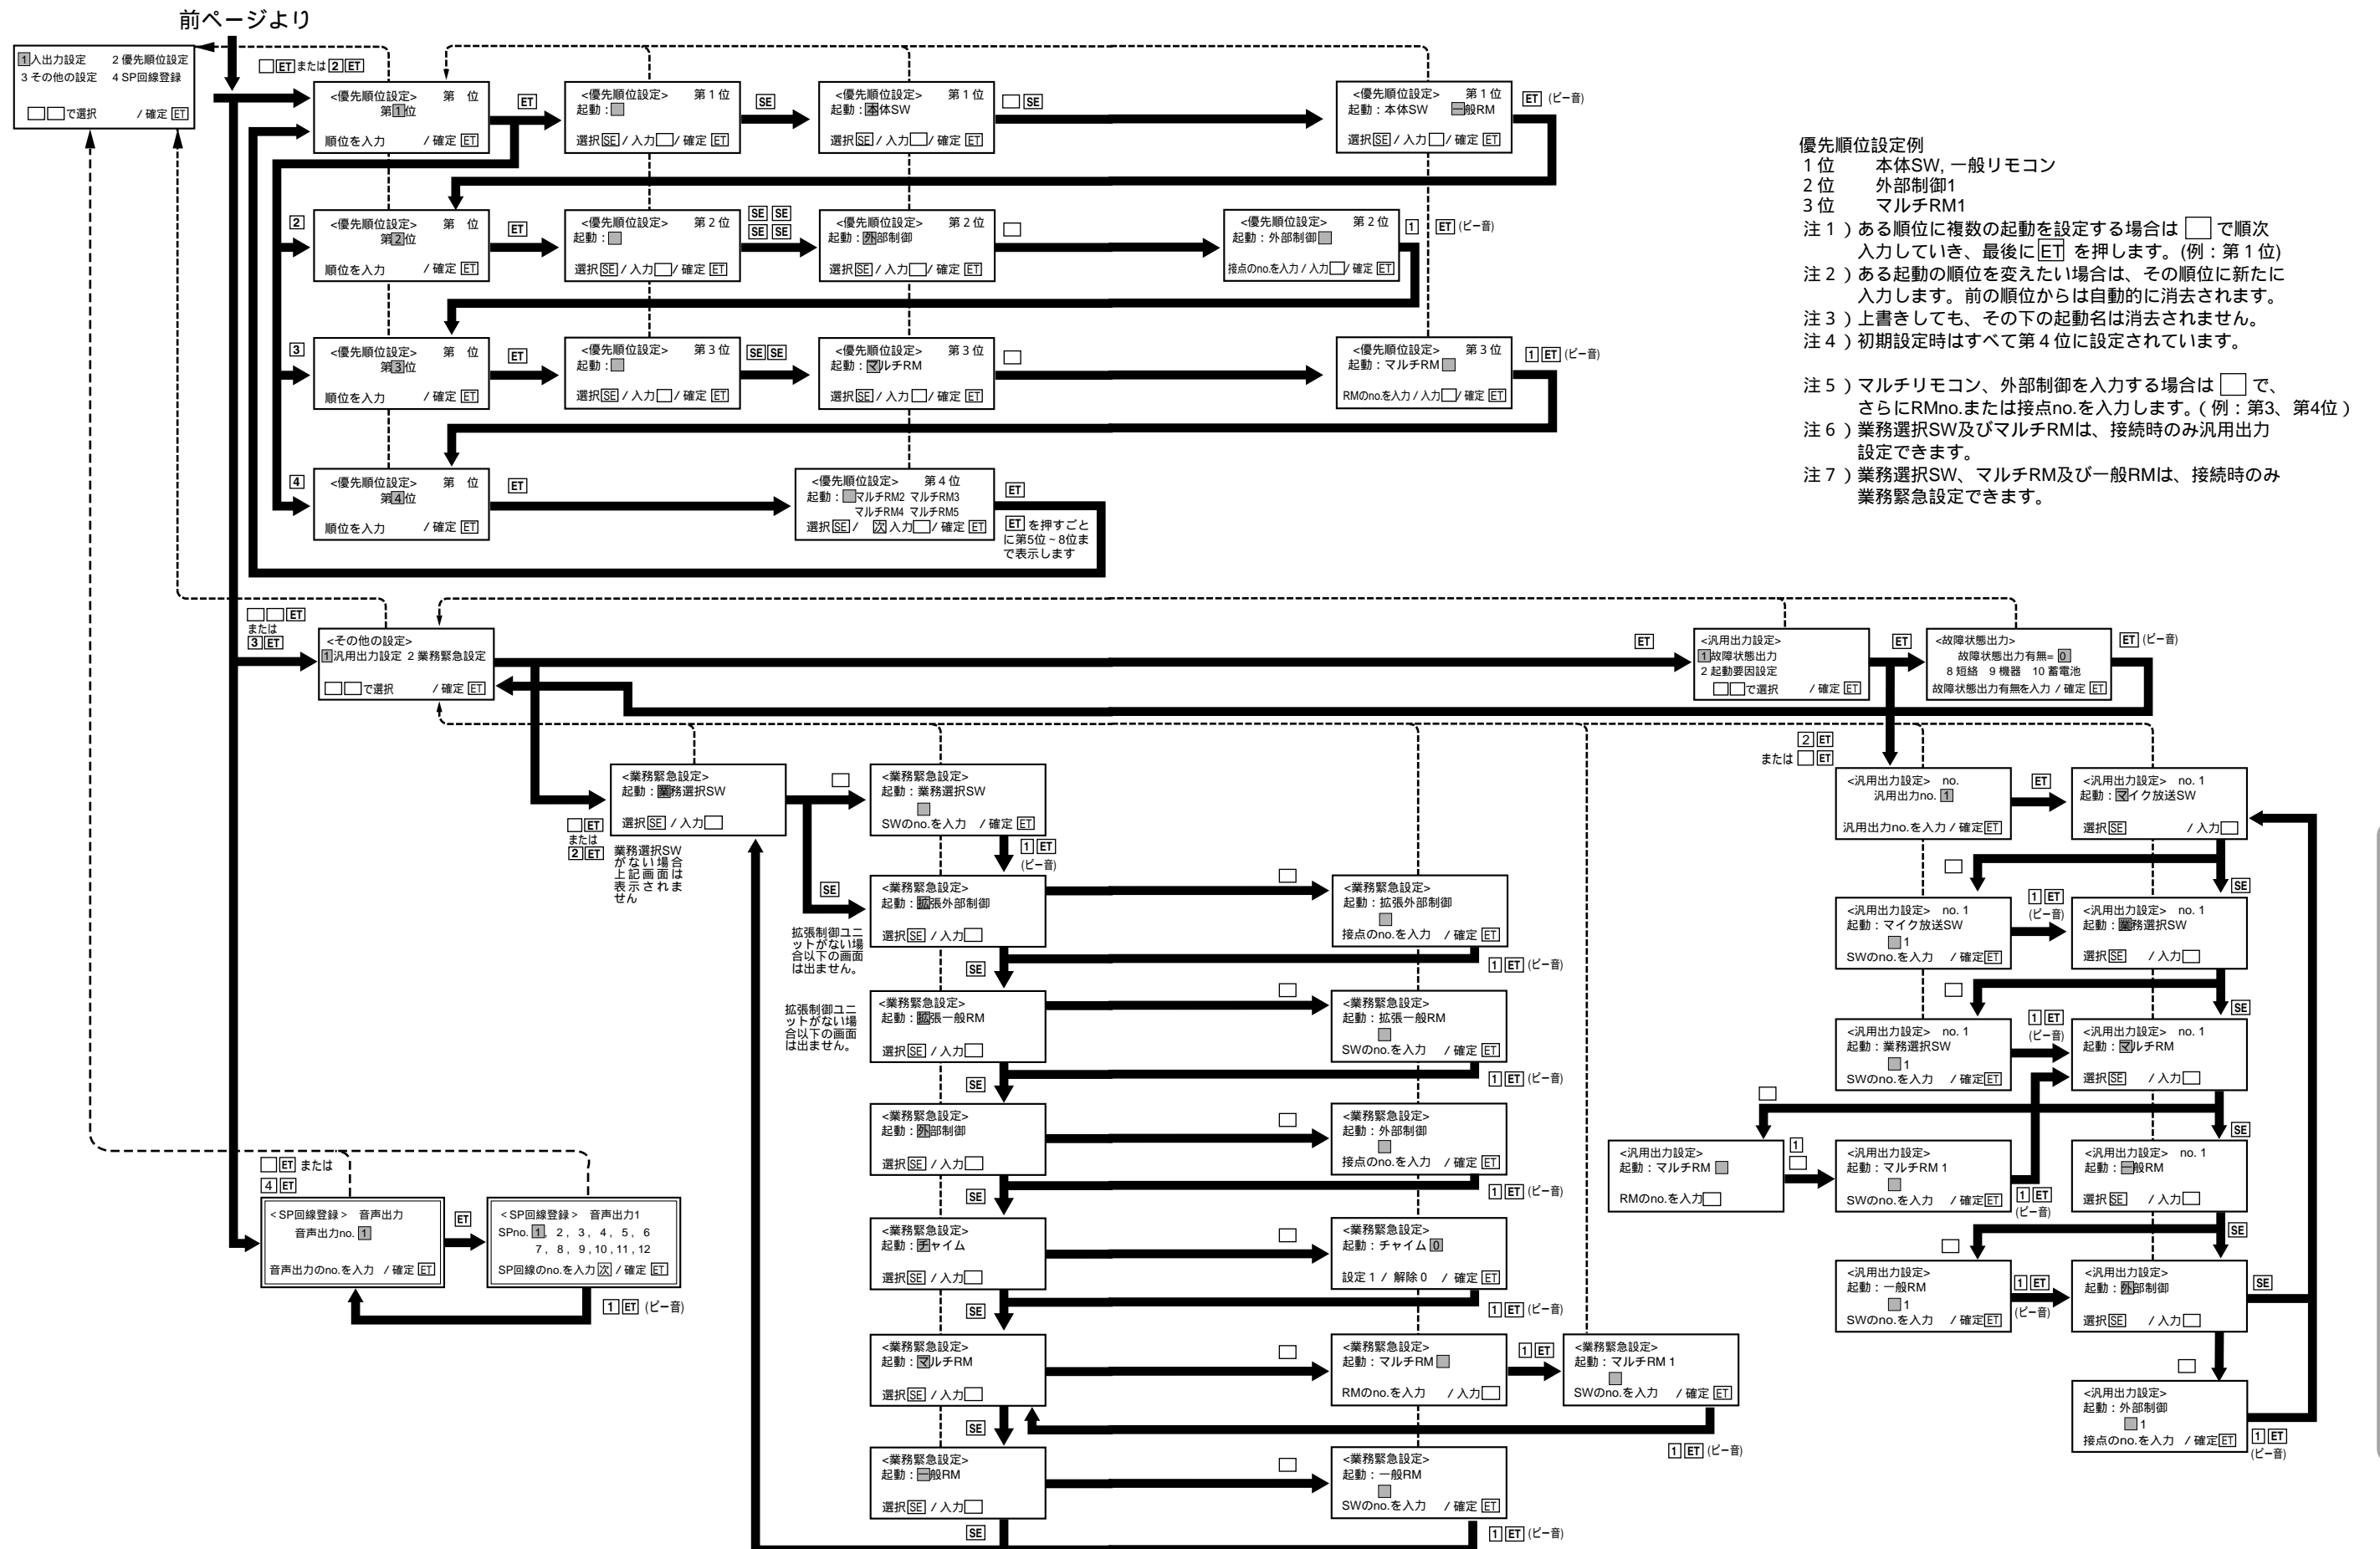 前ページより
1入出力設定　2 優先順位設定
3 その他の設定　4 SP回線登録
□□で選択　/ 確定 ET
□ETまたは2ET
<優先順位設定>　第　位
第1位
順位を入力　/ 確定 ET
ET
<優先順位設定>　第 1 位
起動：
選択SE / 入力□/ 確定 ET
SE
<優先順位設定>　第 1 位
起動：本体SW
選択SE / 入力□/ 確定 ET
□SE
<優先順位設定>　第 1 位
起動：本体SW　一般RM
選択SE / 入力□/ 確定 ET
ET (ピー音)
2
<優先順位設定>　第　位
第2位
順位を入力　/ 確定 ET
ET
<優先順位設定>　第 2 位
起動：
選択SE / 入力□/ 確定 ET
SE SE
SE SE
<優先順位設定>　第 2 位
起動：外部制御
選択SE / 入力□/ 確定 ET
□
<優先順位設定>　第 2 位
起動：外部制御
接点のno.を入力 / 入力□/ 確定 ET
1　ET (ピー音)
3
<優先順位設定>　第　位
第3位
順位を入力　/ 確定 ET
ET
<優先順位設定>　第 3 位
起動：
選択SE / 入力□/ 確定 ET
SE SE
<優先順位設定>　第 3 位
起動：マルチRM
選択SE / 入力□/ 確定 ET
□
<優先順位設定>　第 3 位
起動：マルチRM
RMのno.を入力 / 入力□/ 確定 ET
1 ET (ピー音)
4
<優先順位設定>　第　位
第4位
順位を入力　/ 確定 ET
ET
<優先順位設定>　第 4 位
起動：マルチRM2 マルチRM3
マルチRM4 マルチRM5
選択SE /　次 入力□/ 確定 ET
ET
ET を押すごと
に第5位 ~ 8位ま
で表示します
優先順位設定例
1 位　本体SW, 一般リモコン
2 位　外部制御1
3 位　マルチRM1
注 1 ）ある順位に複数の起動を設定する場合は □ で順次
入力していき、最後に ET を押します。(例：第 1 位)
注 2 ）ある起動の順位を変えたい場合は、その順位に新たに
入力します。前の順位からは自動的に消去されます。
注 3 ）上書きしても、その下の起動名は消去されません。
注 4 ）初期設定時はすべて第 4 位に設定されています。
注 5 ）マルチリモコン、外部制御を入力する場合は □ で、
さらにRMno.または接点no.を入力します。（ 例：第3、第4位 ）
注 6 ）業務選択SW及びマルチRMは、接続時のみ汎用出力
設定できます。
注 7 ）業務選択SW、マルチRM及び一般RMは、接続時のみ
業務緊急設定できます。
□□ET
または
3 ET
<その他の設定>
1汎用出力設定 2 業務緊急設定
□□で選択　/ 確定 ET
ET
<汎用出力設定>
1故障状態出力
2 起動要因設定
□□で選択　/ 確定 ET
ET
<故障状態出力>
故障状態出力有無= 0
8 短絡　9 機器　10 蓄電池
故障状態出力有無を入力 / 確定 ET
ET (ピー音)
□ET
または
2 ET
<業務緊急設定>
起動：業務選択SW
選択SE / 入力□
業務選択SW
がない場合
上記画面は
表示されま
せん
□
<業務緊急設定>
起動：業務選択SW
SWのno.を入力　/ 確定 ET
1 ET
(ピー音)
SE
<業務緊急設定>
起動：拡張外部制御
選択SE / 入力□
拡張制御ユニ
ットがない場
合以下の画面
は出ません。
□
<業務緊急設定>
起動：拡張外部制御
接点のno.を入力　/ 確定 ET
SE
1 ET (ピー音)
<業務緊急設定>
起動：拡張一般RM
選択SE / 入力□
拡張制御ユニ
ットがない場
合以下の画面
は出ません。
□
<業務緊急設定>
起動：拡張一般RM
SWのno.を入力　/ 確定 ET
SE
1 ET (ピー音)
<業務緊急設定>
起動：外部制御
選択SE / 入力□
□
<業務緊急設定>
起動：外部制御
接点のno.を入力　/ 確定 ET
SE
1 ET (ピー音)
<業務緊急設定>
起動：チャイム
選択SE / 入力□
□
<業務緊急設定>
起動：チャイム 0
設定 1 / 解除 0　/ 確定 ET
SE
1 ET (ピー音)
<業務緊急設定>
起動：マルチRM
選択SE / 入力□
□
<業務緊急設定>
起動：マルチRM
RMのno.を入力　/ 入力□
1 ET
<業務緊急設定>
起動：マルチRM 1
SWのno.を入力　/ 確定 ET
SE
1 ET (ピー音)
<業務緊急設定>
起動：一般RM
選択SE / 入力□
□
<業務緊急設定>
起動：一般RM
SWのno.を入力　/ 確定 ET
SE
1 ET (ピー音)
2 ET
または □ET
<汎用出力設定>　no.
汎用出力no. 1
汎用出力no.を入力 / 確定ET
ET
<汎用出力設定>　no. 1
起動：マイク放送SW
選択SE　/ 入力□
□
SE
<汎用出力設定>　no. 1
起動：マイク放送SW
1
SWのno.を入力　/ 確定ET
1 ET
(ピー音)
<汎用出力設定>　no. 1
起動：業務選択SW
選択SE　/ 入力□
□
SE
<汎用出力設定>　no. 1
起動：業務選択SW
1
SWのno.を入力　/ 確定ET
1 ET
(ピー音)
<汎用出力設定>　no. 1
起動：マルチRM
選択SE　/ 入力□
□
SE
<汎用出力設定>
起動：マルチRM
RMのno.を入力□
1
□
<汎用出力設定>
起動：マルチRM 1
SWのno.を入力　/ 確定ET
1 ET
(ピー音)
<汎用出力設定>　no. 1
起動：一般RM
選択SE　/ 入力□
□
SE
<汎用出力設定>
起動：一般RM
1
SWのno.を入力　/ 確定ET
1 ET
(ピー音)
<汎用出力設定>
起動：外部制御
選択SE　/ 入力□
SE
□
<汎用出力設定>
起動：外部制御
1
接点のno.を入力　/ 確定ET
1 ET
(ピー音)
□ET または
4 ET
< SP回線登録 >　音声出力
音声出力no. 1
音声出力のno.を入力　/ 確定 ET
ET
< SP回線登録 >　音声出力1
SPno. 1, 2 , 3 , 4 , 5 , 6
7 , 8 , 9 , 10 , 11 , 12
SP回線のno.を入力 次 / 確定 ET
1 ET (ピー音)